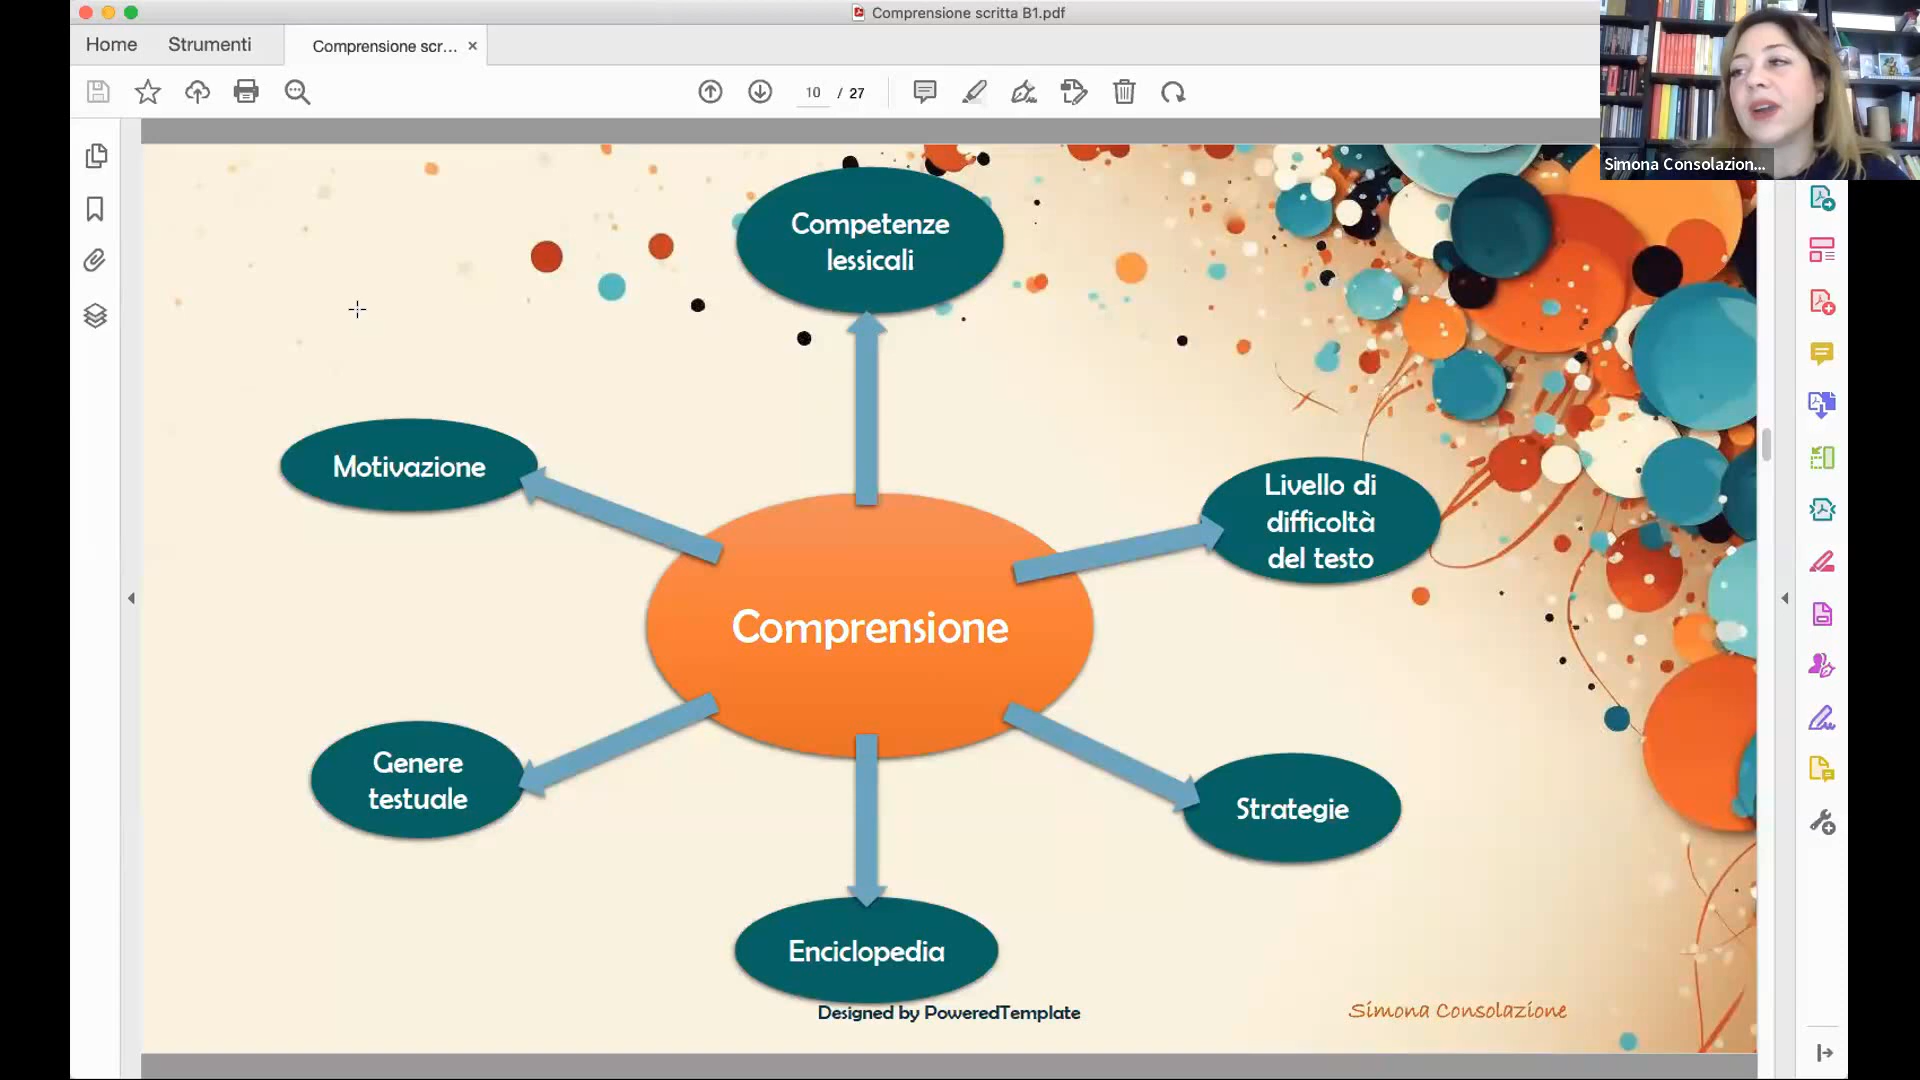 Comprensione scritta B1.pdf
Home
Strumenti
Comprensione scr...
10 / 27
Simona Consolazion...
Competenze
lessicali
Motivazione
Livello di
difficoltà
del testo
Comprensione
Genere
testuale
Strategie
Enciclopedia
Designed by PoweredTemplate
Simona Consolazione